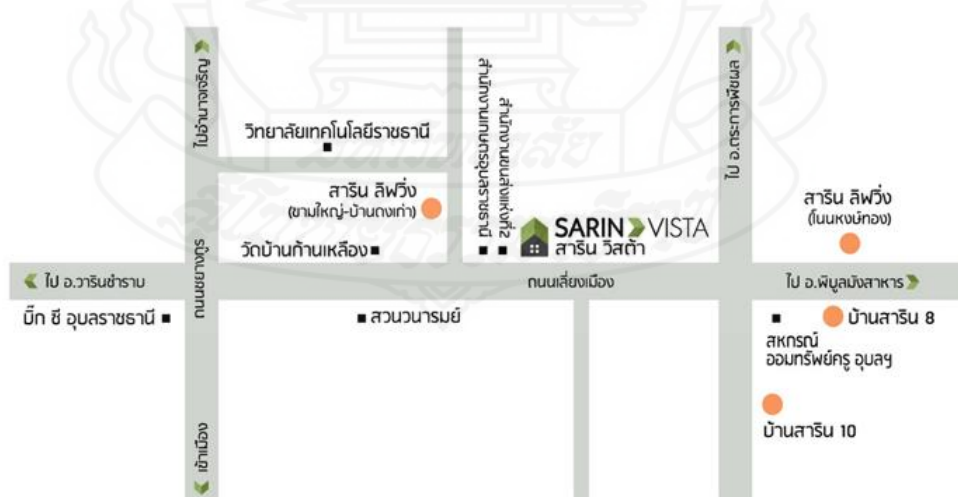 ไปอำนาจเจริญ
วิทยาลัยเทคโนโลยีราชธานี
สาริน ลิฟวิ่ง
(ขามใหญ่-บ้านดงเก่า)
วัดบ้านก้านเหลือง
สำนักงานเกษตรอุบลราชธานี
สำนักงานขนส่งแห่งที่2
SARIN VISTA
สาริน วิสต้า
ไป อ.ตระการพืชผล
สาริน ลิฟวิ่ง
(โนนหงษ์ทอง)
ไป อ.วารินชำราบ
ถนนชยางกูร
ถนนเลี่ยงเมือง
ไป อ.พิบูลมังสาหาร
บิ๊ก ซี อุบลราชธานี
สวนวนารมย์
บ้านสาริน 8
สหกรณ์
ออมทรัพย์ครู อุบลฯ
บ้านสาริน 10
เข้าเมือง